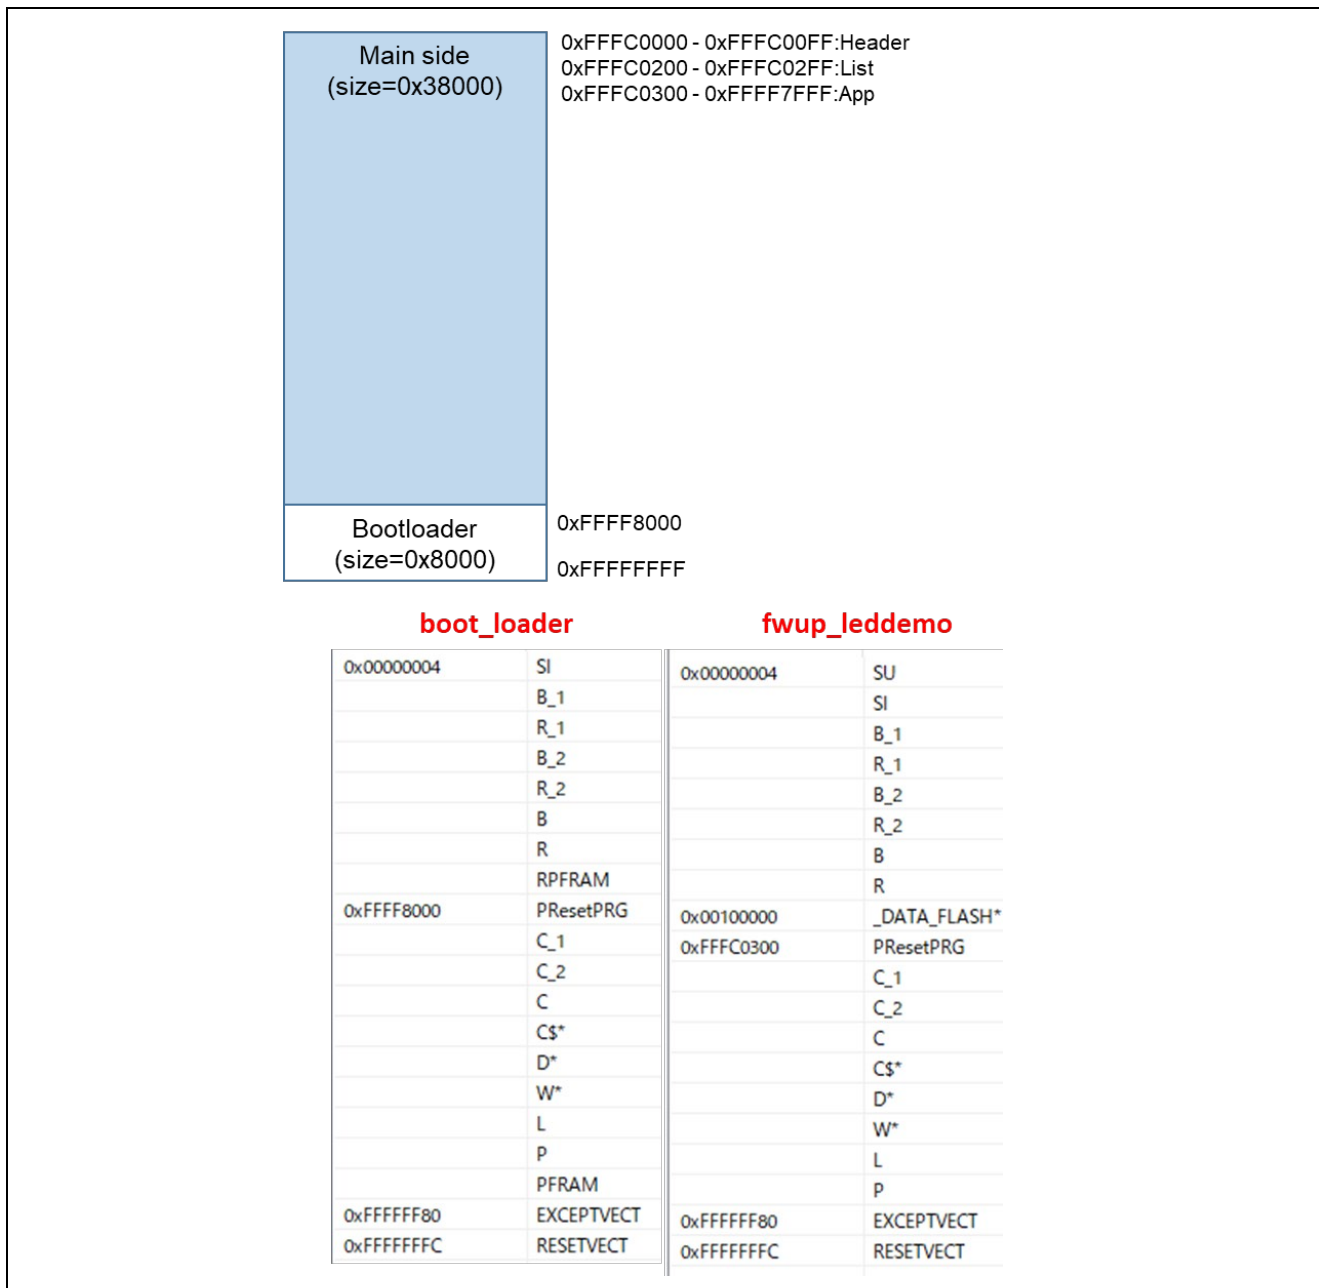 Main side
(size=0x38000)
0xFFFC0000 - 0xFFFC00FF:Header
0xFFFC0200 - 0xFFFC02FF:List
0xFFFC0300 - 0xFFFF7FFF:App
Bootloader
(size=0x8000)
0xFFFF8000
0xFFFFFFFF
boot_loader
0x00000004 SI
B_1
R_1
B_2
R_2
B
R
RPFRAM
0xFFFF8000 PResetPRG
C_1
C_2
C
C$*
D*
W*
L
P
PFRAM
0xFFFFFF80 EXCEPTVECT
0xFFFFFFFC RESETVECT
fwup_leddemo
0x00000004 SU
SI
B_1
R_1
B_2
R_2
B
R
0x00100000 _DATA_FLASH*
0xFFFC0300 PResetPRG
C_1
C_2
C
C$*
D*
W*
L
P
0xFFFFFF80 EXCEPTVECT
0xFFFFFFFC RESETVECT